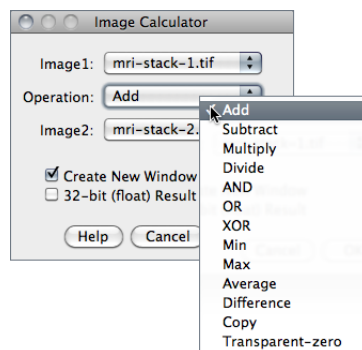 Image Calculator
Image1: mri-stack-1.tif
Operation: Add
Image2: mri-stack-2.
Create New Window
32-bit (float) Result
Help Cancel
Add
Subtract
Multiply
Divide
AND
OR
XOR
Min
Max
Average
Difference
Copy
Transparent-zero